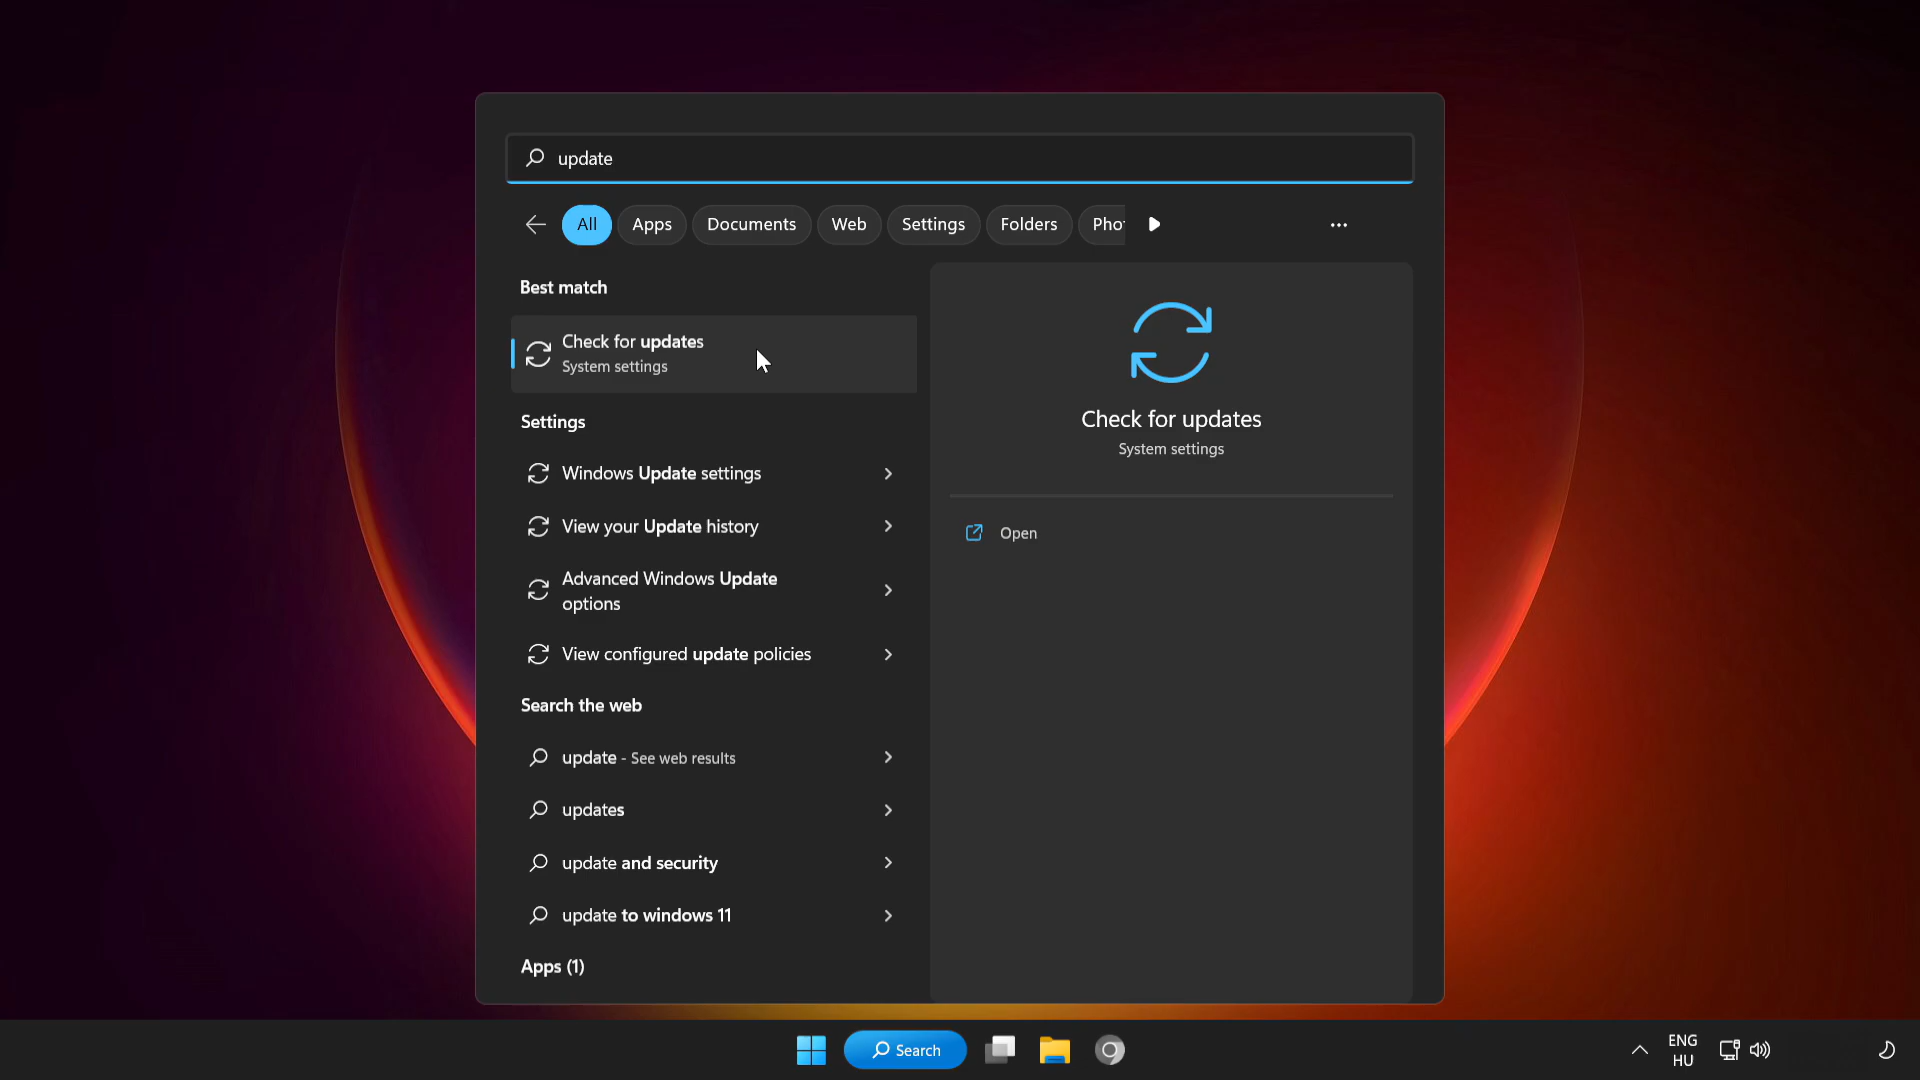 update
All Apps Documents Web Settings Folders Pho
Best match
Check for updates
System settings
Settings
Windows Update settings
View your Update history
Advanced Windows Update
options
View configured update policies
Search the web
update - See web results
updates
update and security
update to windows 11
Apps (1)
Check for updates
System settings
Open
Search
ENG
HU